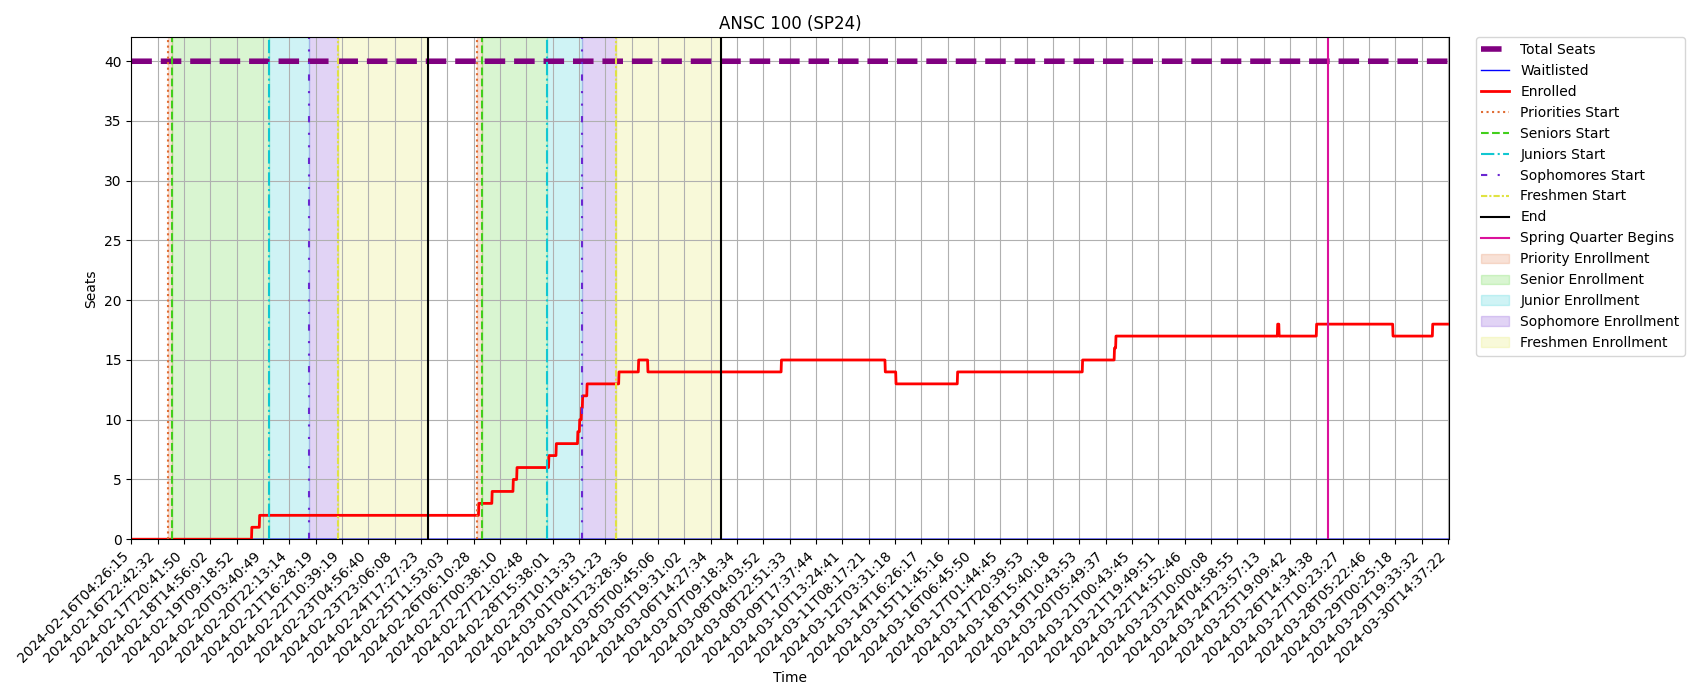 ANSC 100 (SP24)
Total Seats
Waitlisted
Enrolled
Priorities Start
Seniors Start
Juniors Start
Sophomores Start
Freshmen Start
End
Spring Quarter Begins
Priority Enrollment
Senior Enrollment
Junior Enrollment
Sophomore Enrollment
Freshmen Enrollment
Seats
40
35
30
25
20
15
10
5
0
2024-02-16T04:26:15
2024-02-16T22:42:32
2024-02-17T20:41:50
2024-02-18T14:56:02
2024-02-19T09:18:52
2024-02-20T03:40:49
2024-02-20T22:13:14
2024-02-21T16:28:19
2024-02-22T10:39:19
2024-02-23T04:56:40
2024-02-23T23:06:08
2024-02-24T17:27:23
2024-02-25T11:53:03
2024-02-26T06:10:28
2024-02-27T00:38:10
2024-02-27T21:02:48
2024-02-28T15:38:01
2024-02-29T10:13:33
2024-03-01T04:51:23
2024-03-01T23:28:36
2024-03-05T00:45:06
2024-03-05T19:31:02
2024-03-06T14:27:34
2024-03-07T09:18:34
2024-03-08T04:03:52
2024-03-08T22:51:33
2024-03-09T17:37:44
2024-03-10T13:24:41
2024-03-11T08:17:21
2024-03-12T03:31:18
2024-03-14T16:26:17
2024-03-15T11:45:16
2024-03-16T06:45:50
2024-03-17T01:44:45
2024-03-17T20:39:53
2024-03-18T15:40:18
2024-03-19T10:43:53
2024-03-20T05:49:37
2024-03-21T00:43:45
2024-03-21T19:49:51
2024-03-22T14:52:46
2024-03-23T10:00:08
2024-03-24T04:58:55
2024-03-24T23:57:13
2024-03-25T19:09:42
2024-03-26T14:34:38
2024-03-27T10:23:27
2024-03-28T05:22:46
2024-03-29T00:25:18
2024-03-29T19:33:32
2024-03-30T14:37:22
Time